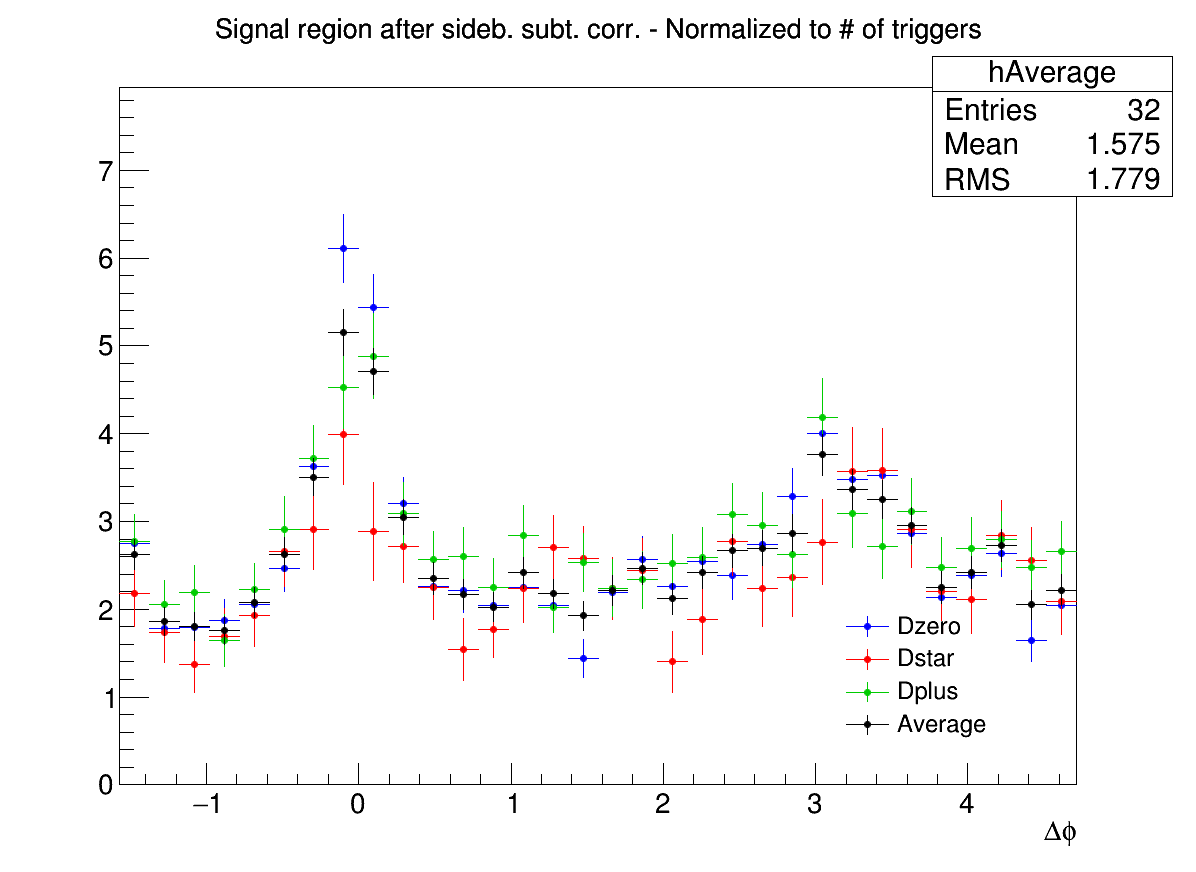 Signal region after sideb. subt. corr. - Normalized to # of triggers
hAverage
Entries 32
Mean 1.575
RMS 1.779
7
6
5
4
3
2
1
0
Dzero
Dstar
Dplus
Average
−1 0 1 2 3 4
Δϕ